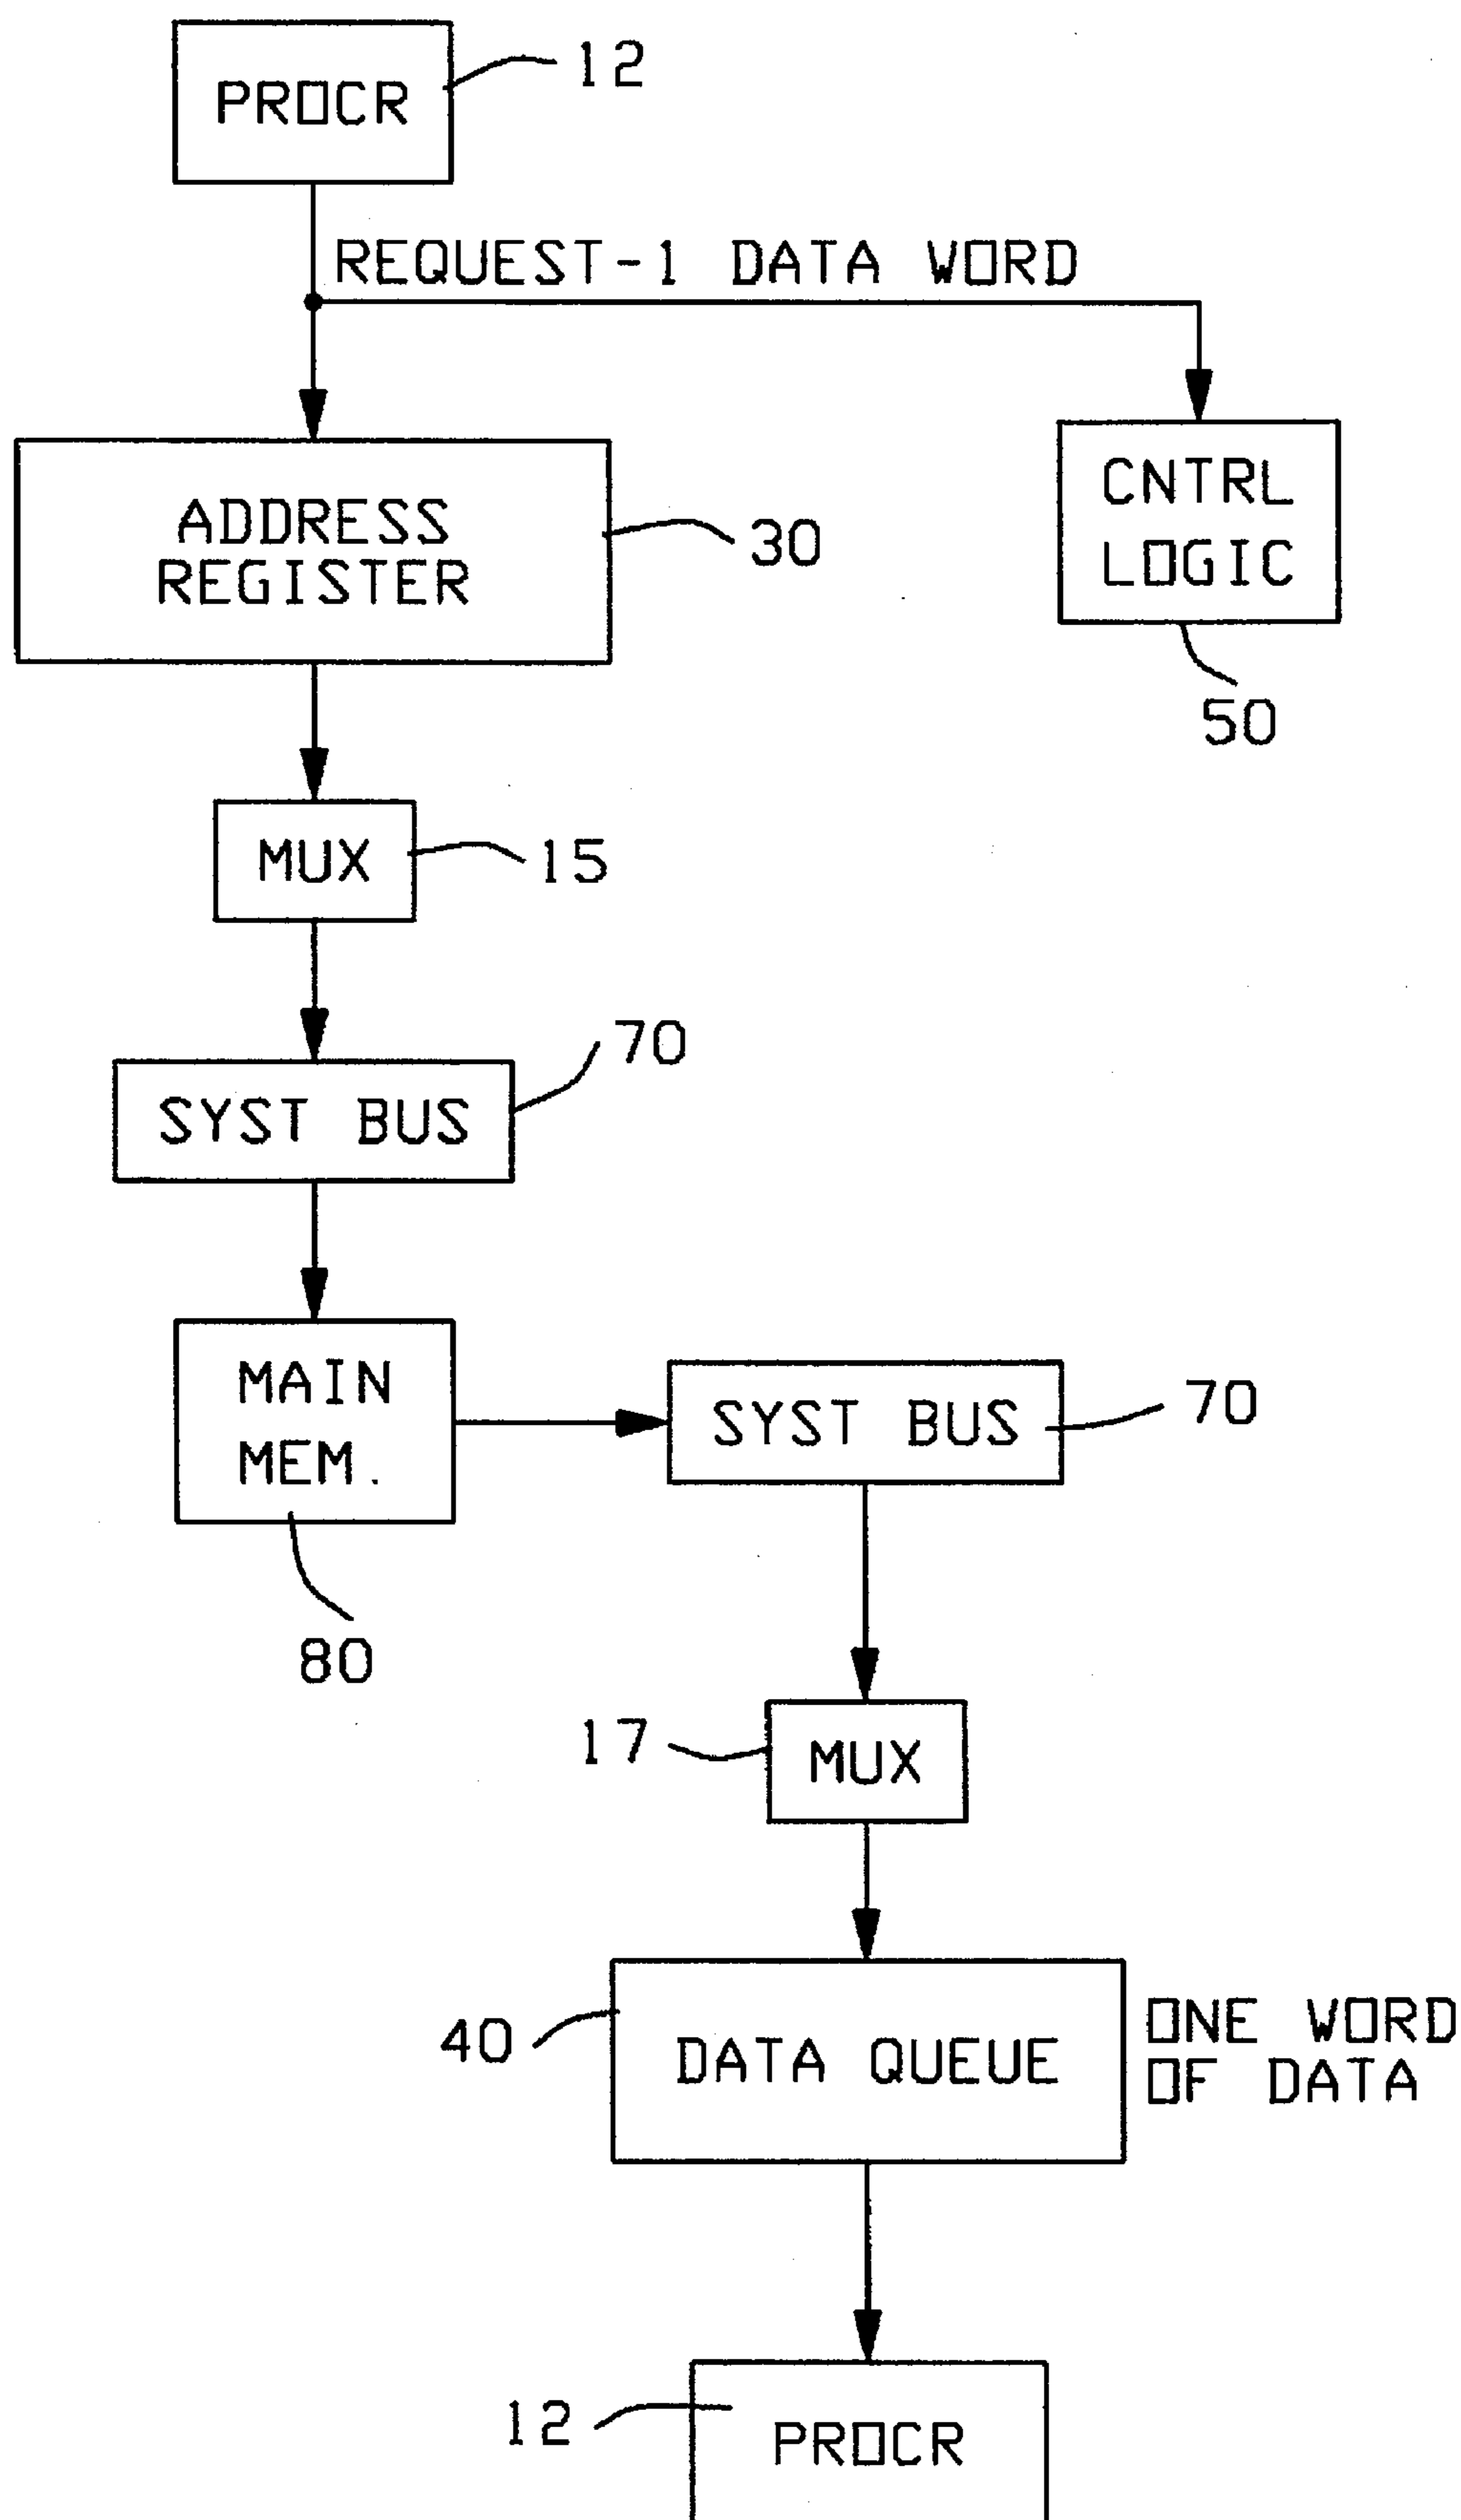 PROCR
12
REQUEST-1 DATA WORD
ADDRESS
REGISTER
30
CNTRL
LOGIC
50
MUX
15
70
SYST BUS
MAIN
MEM.
80
SYST BUS
70
17
MUX
40
DATA QUEUE
ONE WORD
OF DATA
12
PROCR